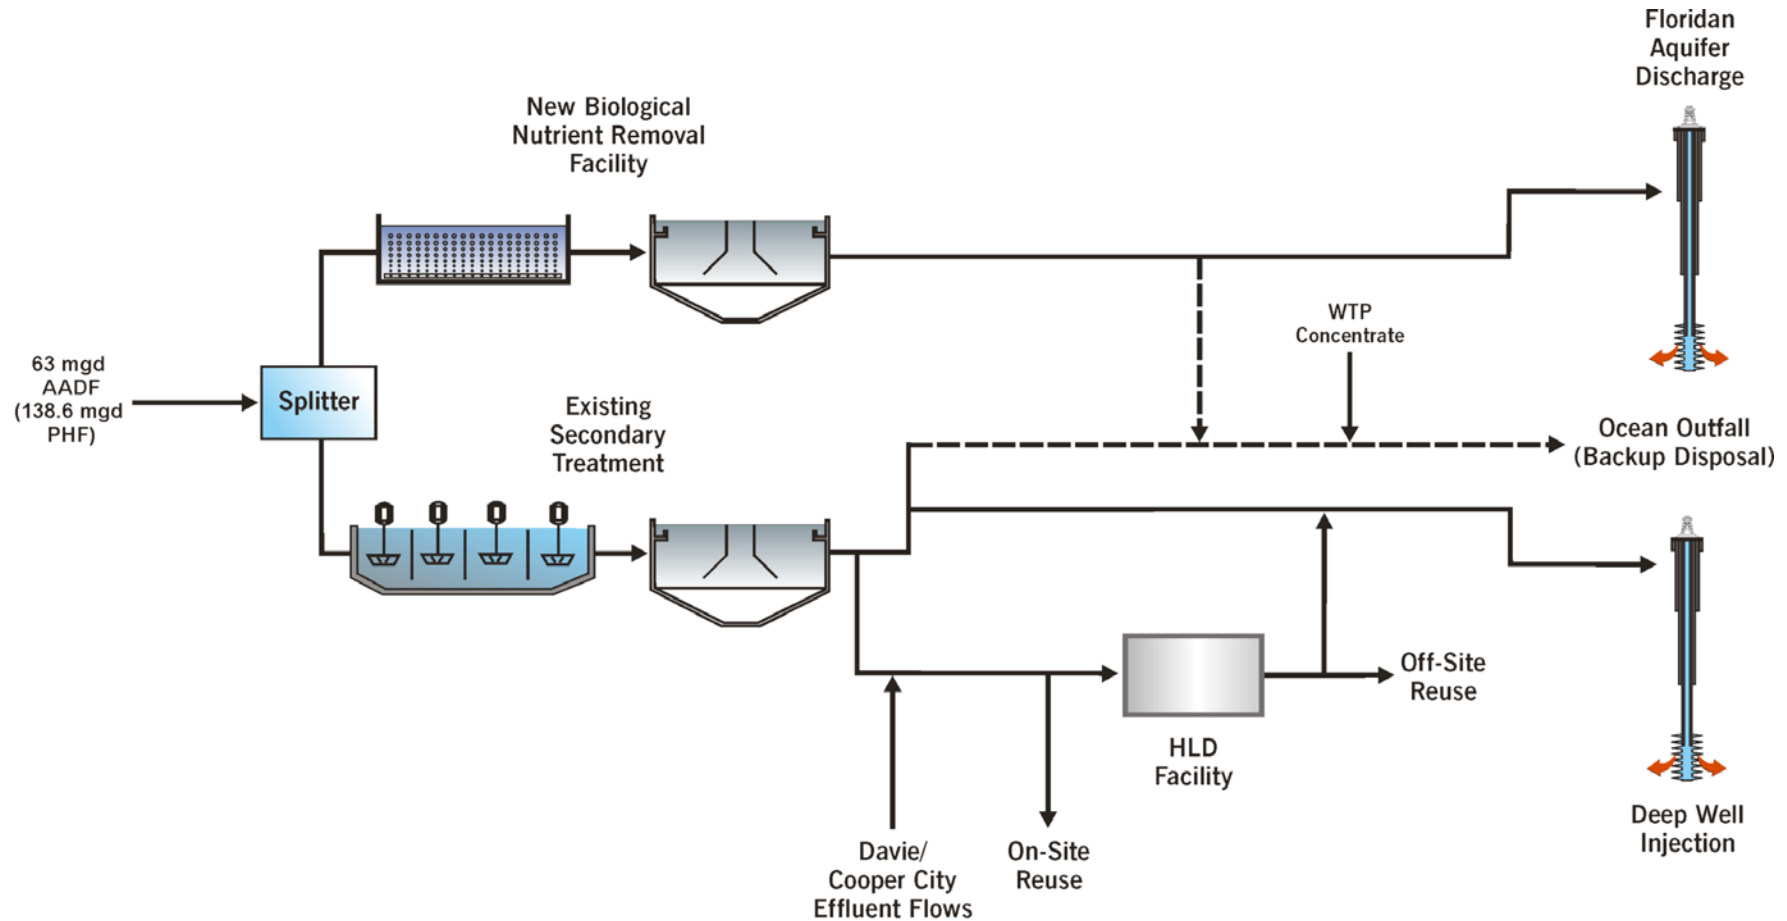 Floridan
Aquifer
Discharge
New Biological
Nutrient Removal
Facility
WTP
Concentrate
63 mgd
AADF
(138.6 mgd
PHF)
Splitter
Existing
Secondary
Treatment
Ocean Outfall
(Backup Disposal)
Off-Site
Reuse
HLD
Facility
Deep Well
Injection
Davie/
Cooper City
Effluent Flows
On-Site
Reuse